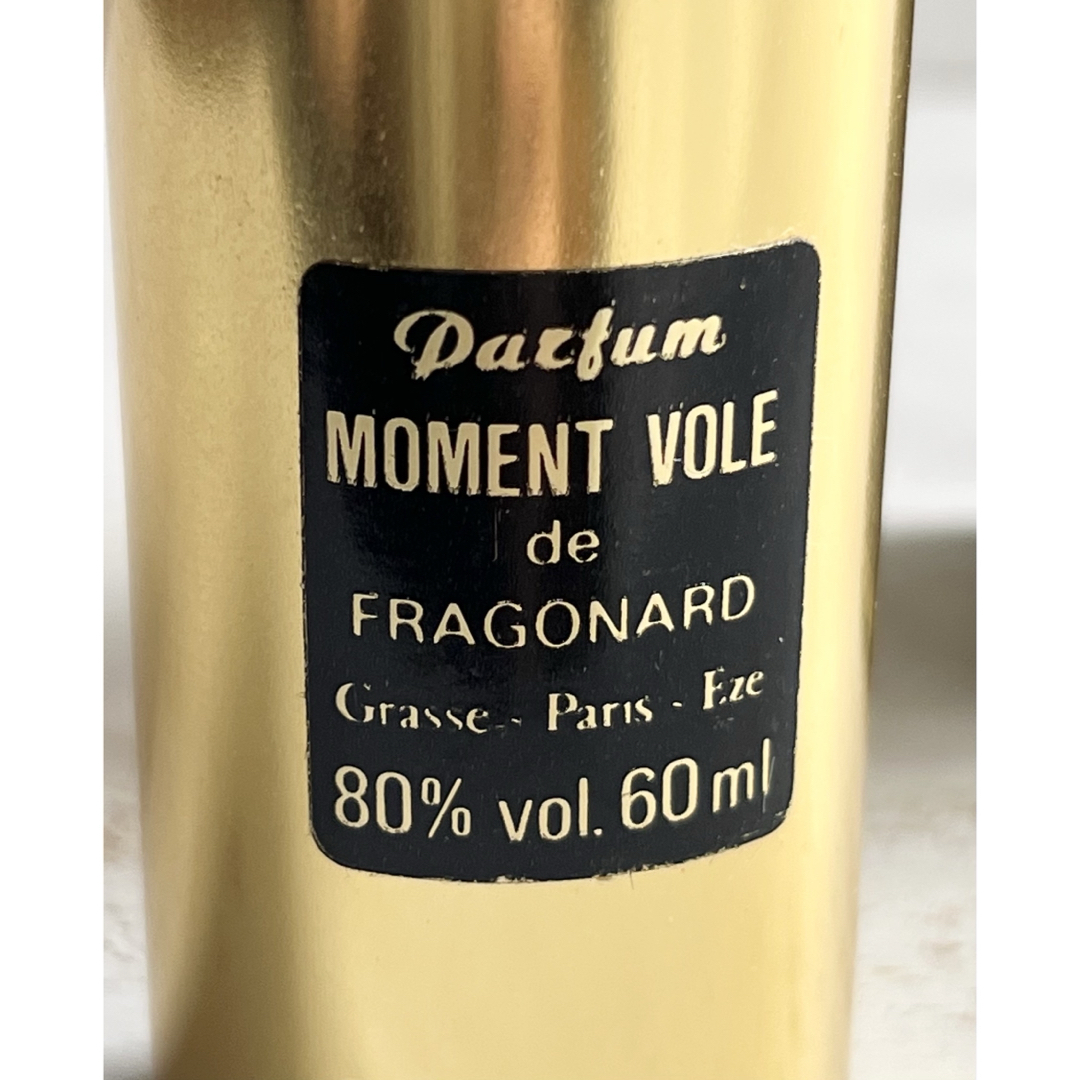 Parfum
MOMENT VOLE
de
FRAGONARD
Grasse - Paris - Eze
80% vol. 60 ml